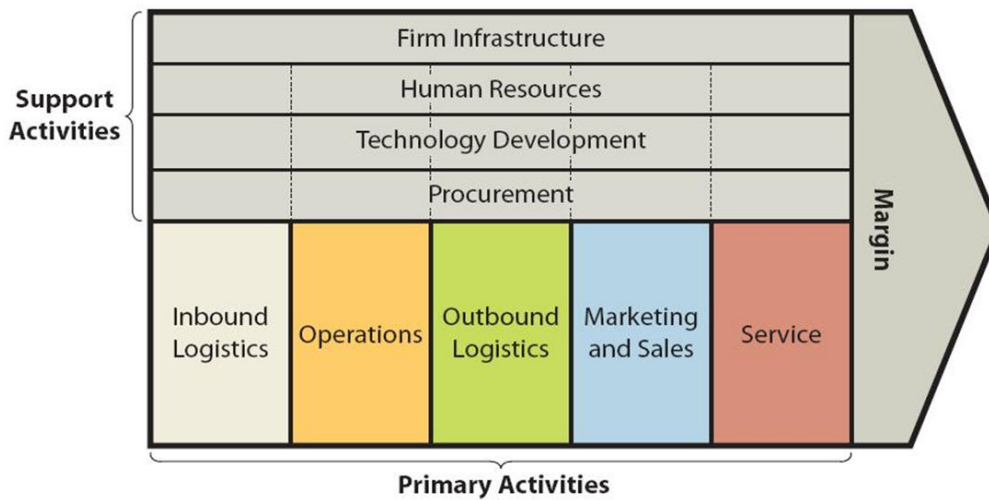 Support
Activities
Firm Infrastructure
Human Resources
Technology Development
Procurement
Inbound
Logistics
Operations
Outbound
Logistics
Marketing
and Sales
Service
Margin
Primary Activities